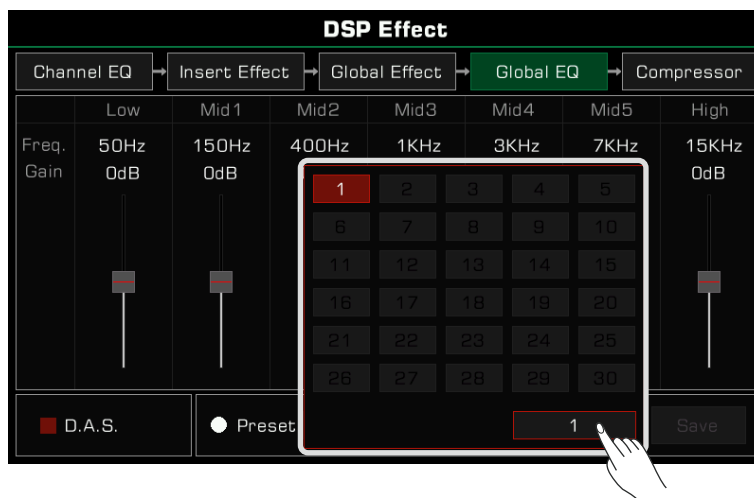 DSP Effect
Channel EQ Insert Effect Global Effect Global EQ Compressor
Low Mid1 Mid2 Mid3 Mid4 Mid5 High
Freq. 50Hz 150Hz 400Hz 1KHz 3KHz 7KHz 15KHz
Gain 0dB 0dB 0dB
1 2 3 4 5
6 7 8 9 10
11 12 13 14 15
16 17 18 19 20
21 22 23 24 25
26 27 28 29 30
D.A.S. Preset 1 Save